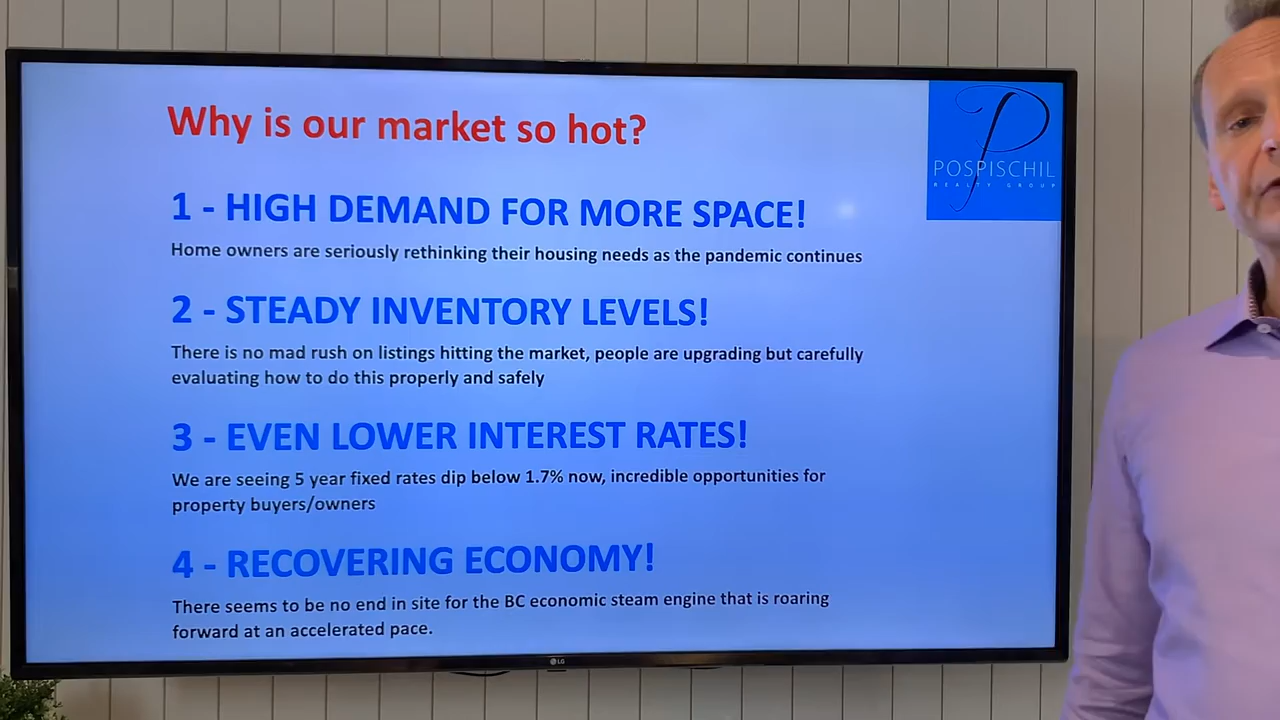 Why is our market so hot?
1 - HIGH DEMAND FOR MORE SPACE!
Home owners are seriously rethinking their housing needs as the pandemic continues
2 - STEADY INVENTORY LEVELS!
There is no mad rush on listings hitting the market, people are upgrading but carefully
evaluating how to do this properly and safely
3 - EVEN LOWER INTEREST RATES!
We are seeing 5 year fixed rates dip below 1.7% now, incredible opportunities for
property buyers/owners
4 - RECOVERING ECONOMY!
There seems to be no end in site for the BC economic steam engine that is roaring
forward at an accelerated pace.
P
POSPISCHIL
REALTY GROUP
LG